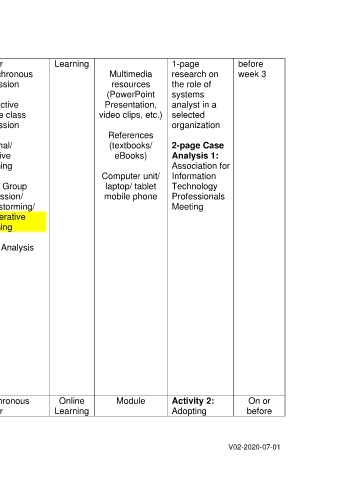 r
chronous
ssion
ctive
e class
ssion
nal/
ive
ing
Group
ssion/
storming/
erative
ing
Analysis
Learning
Multimedia
resources
(PowerPoint
Presentation,
video clips, etc.)
References
(textbooks/
eBooks)
Computer unit/
laptop/ tablet
mobile phone
1-page
research on
the role of
systems
analyst in a
selected
organization
2-page Case
Analysis 1:
Association for
Information
Technology
Professionals
Meeting
before
week 3
hronous
r
Online
Learning
Module
Activity 2:
Adopting
On or
before
V02-2020-07-01